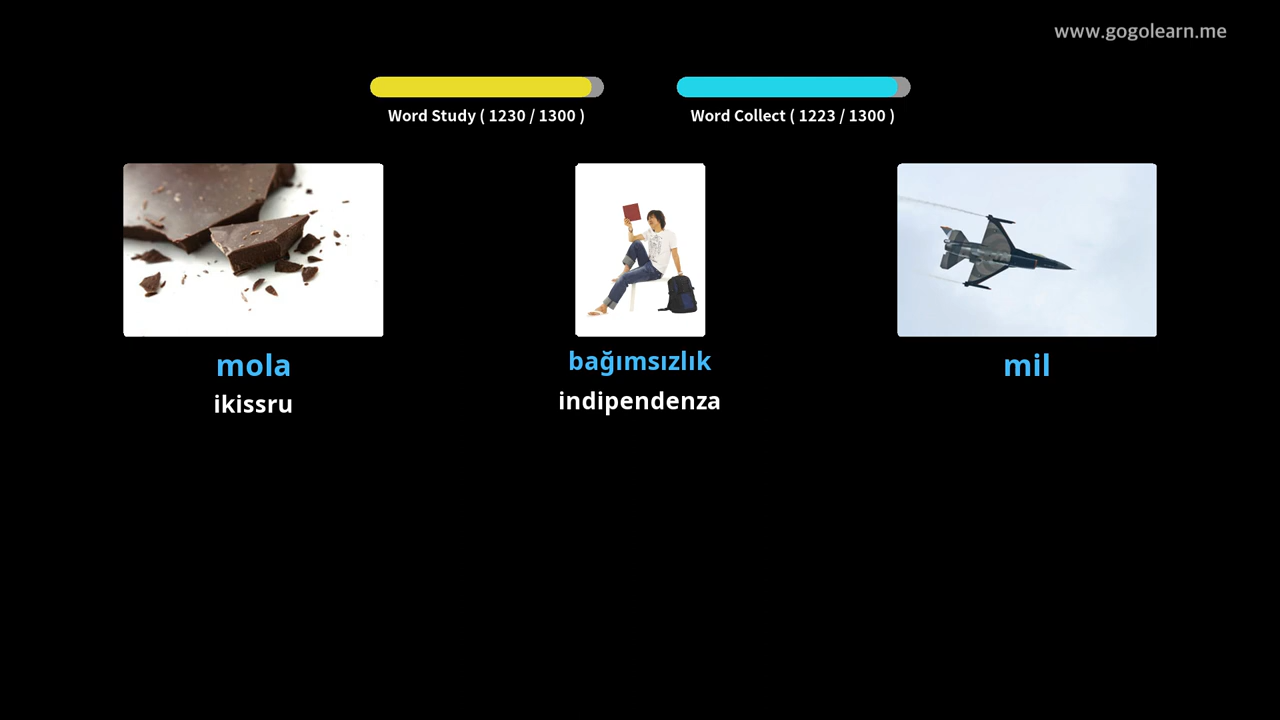 www.gogolearn.me
Word Study ( 1230 / 1300 )
Word Collect ( 1223 / 1300 )
mola
ikissru
bağımsızlık
indipendenza
mil